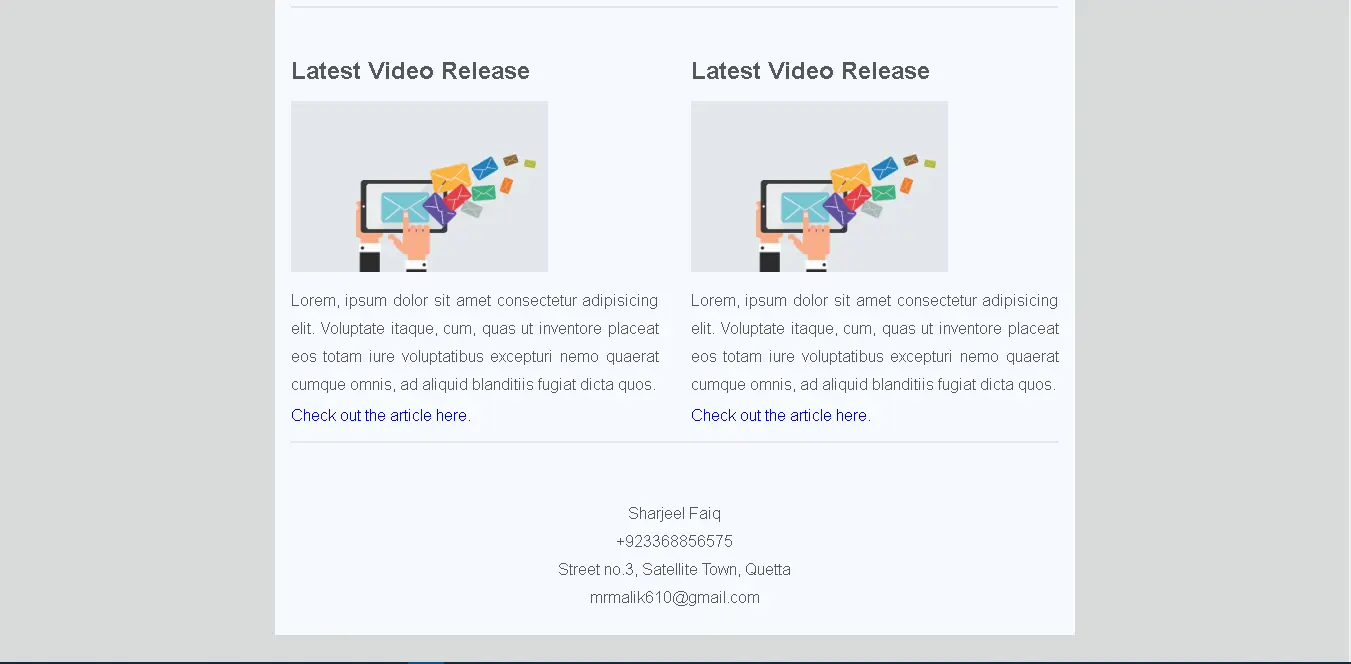 Latest Video Release
Lorem, ipsum dolor sit amet consectetur adipisicing
elit. Voluptate itaque, cum, quas ut inventore placeat
eos totam iure voluptatibus excepturi nemo quaerat
cumque omnis, ad aliquid blanditiis fugiat dicta quos.
Check out the article here.
Latest Video Release
Lorem, ipsum dolor sit amet consectetur adipisicing
elit. Voluptate itaque, cum, quas ut inventore placeat
eos totam iure voluptatibus excepturi nemo quaerat
cumque omnis, ad aliquid blanditiis fugiat dicta quos.
Check out the article here.
Sharjeel Faiq
+923368856575
Street no.3, Satellite Town, Quetta
mrmalik610@gmail.com